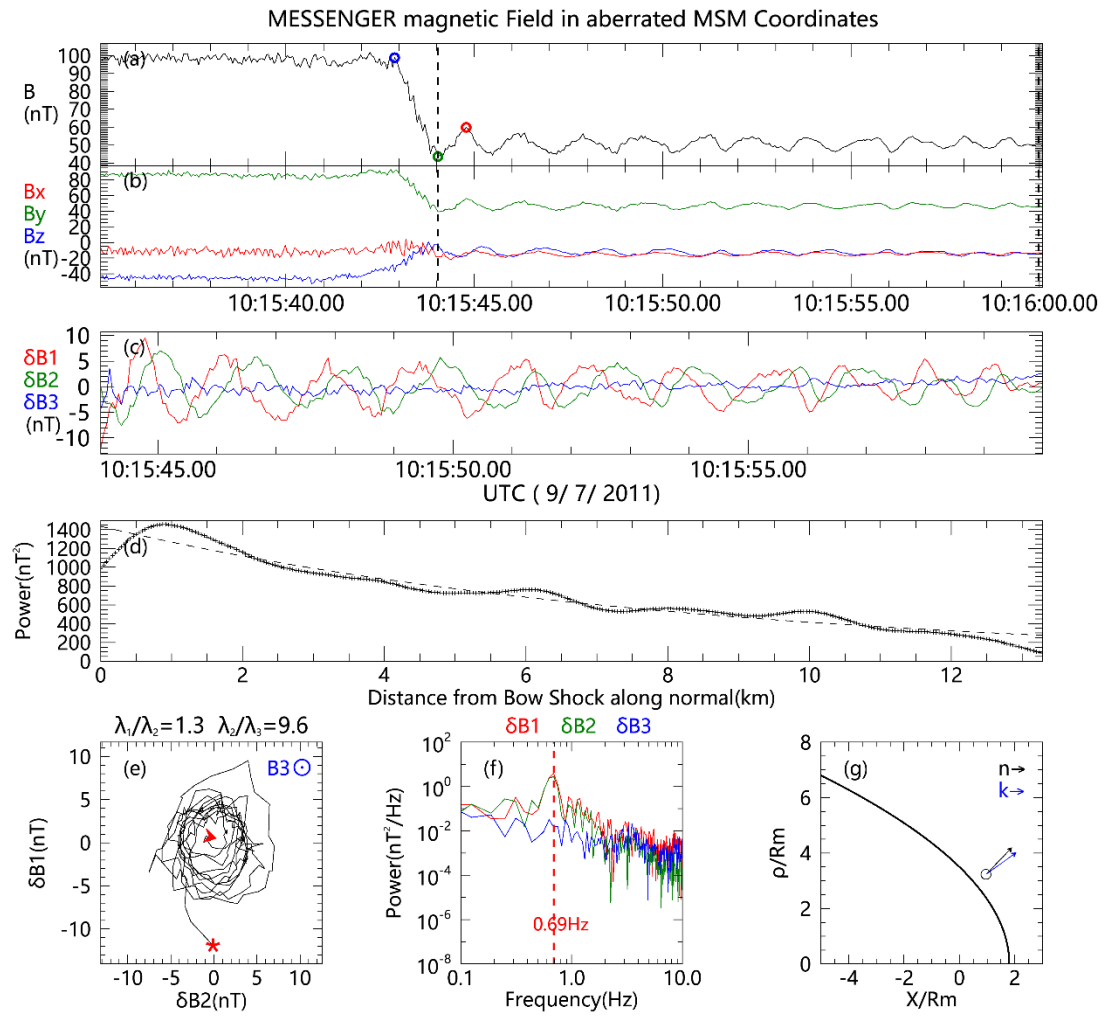 MESSENGER magnetic Field in aberrated MSM Coordinates
(a)
100
90
80
70
60
50
40
B
(nT)
(b)
80
40
0
-20
-40
Bx
By
Bz
(nT)
10:15:40.00 10:15:45.00 10:15:50.00 10:15:55.00 10:16:00.00
(c)
10
5
0
-5
-10
δB1
δB2
δB3
(nT)
10:15:45.00 10:15:50.00 10:15:55.00
UTC ( 9/ 7/ 2011)
(d)
1400
1200
1000
800
600
400
200
0
Power(nT²)
0 2 4 6 8 10 12
Distance from Bow Shock along normal(km)
λ₁/λ₂=1.3 λ₂/λ₃=9.6
(e)
B3
10
5
0
-5
-10
δB1(nT)
-10 -5 0 5 10
δB2(nT)
δB1 δB2 δB3
(f)
10²
10⁰
10⁻²
10⁻⁴
10⁻⁶
10⁻⁸
Power(nT²/Hz)
0.69Hz
0.1 1.0 10.0
Frequency(Hz)
(g)
n→
k→
8
6
4
2
0
ρ/Rm
-4 -2 0 2
X/Rm